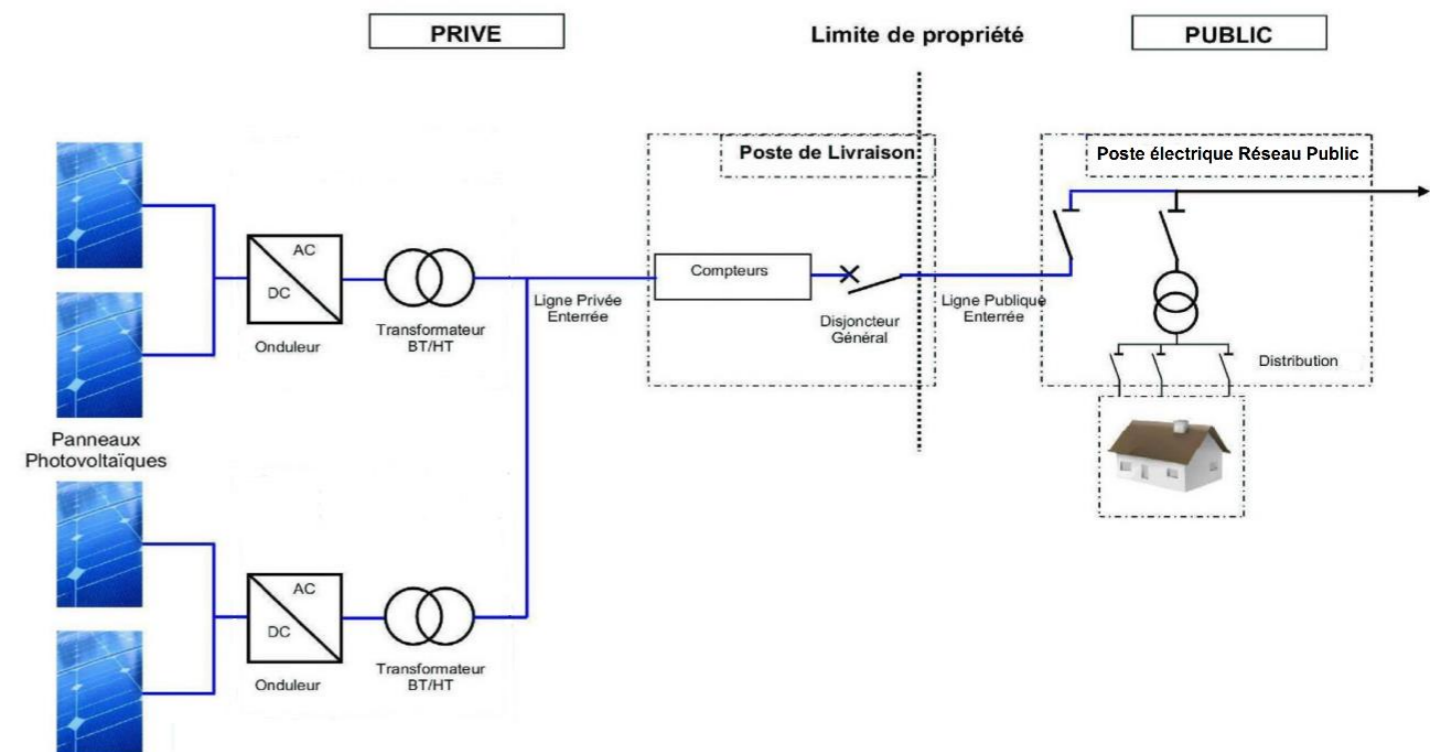 PRIVE
Limite de propriété
PUBLIC
Poste de Livraison
Poste électrique Réseau Public
AC
DC
Onduleur
Transformateur
BT/HT
Ligne Privée
Enterrée
Compteurs
Disjoncteur
Général
Ligne Publique
Enterrée
Distribution
Panneaux
Photovoltaïques
AC
DC
Onduleur
Transformateur
BT/HT